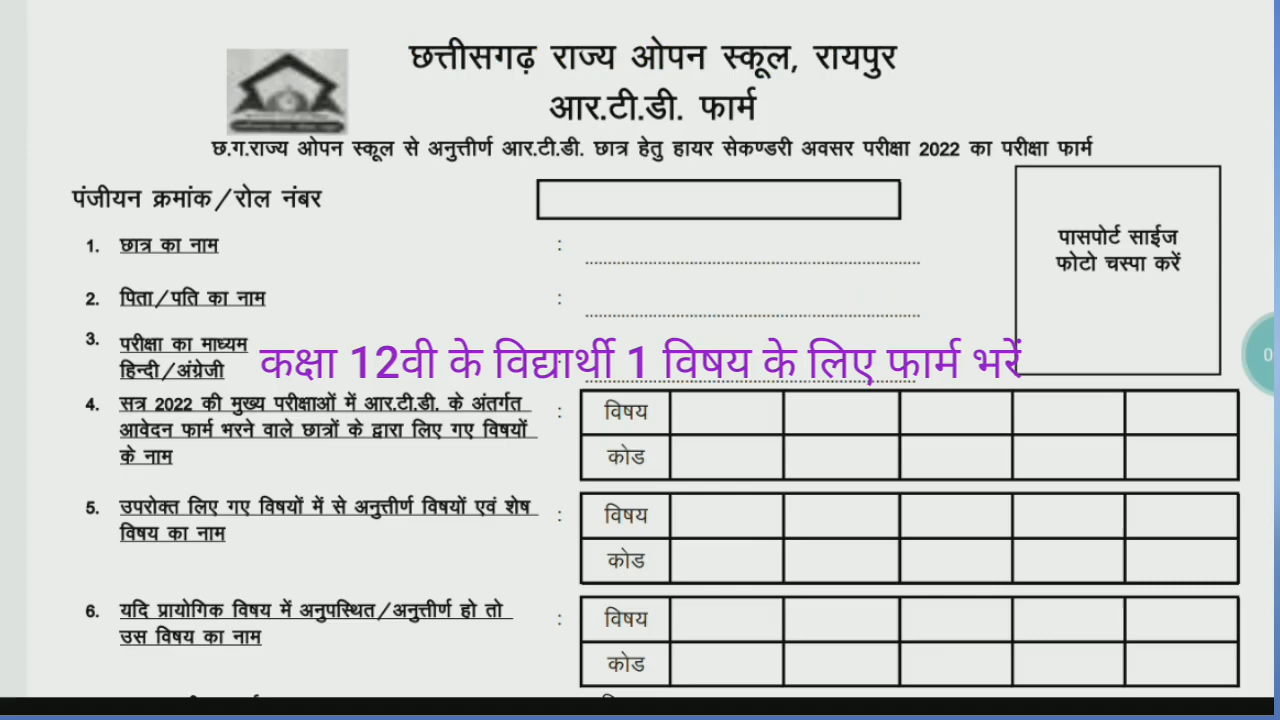 छत्तीसगढ़ राज्य ओपन स्कूल, रायपुर
आर.टी.डी. फार्म
छ.ग.राज्य ओपन स्कूल से अनुत्तीर्ण आर.टी.डी. छात्र हेतु हायर सेकण्डरी अवसर परीक्षा 2022 का परीक्षा फार्म
पंजीयन क्रमांक/रोल नंबर
पासपोर्ट साईज
फोटो चस्पा करें
1. छात्र का नाम :
2. पिता/पति का नाम :
3. परीक्षा का माध्यम
हिन्दी/अंग्रेजी
कक्षा 12वी के विद्यार्थी 1 विषय के लिए फार्म भरें
4. सत्र 2022 की मुख्य परीक्षाओं में आर.टी.डी. के अंतर्गत : विषय
आवेदन फार्म भरने वाले छात्रों के द्वारा लिए गए विषयों
के नाम कोड
5. उपरोक्त लिए गए विषयों में से अनुत्तीर्ण विषयों एवं शेष : विषय
विषय का नाम कोड
6. यदि प्रायोगिक विषय में अनुपस्थित/अनुत्तीर्ण हो तो : विषय
उस विषय का नाम कोड
0